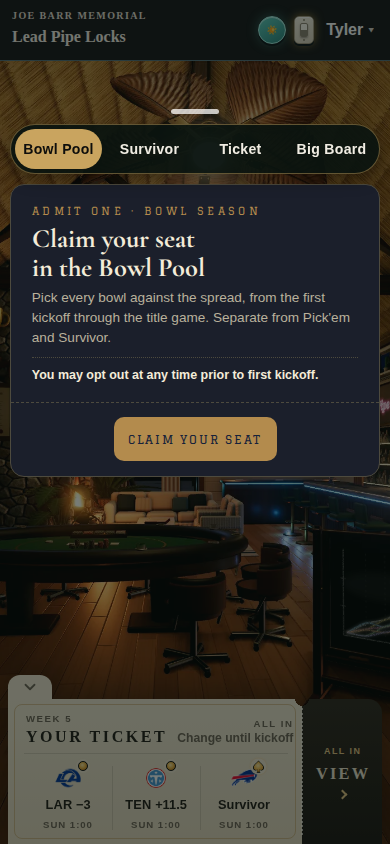 JOE BARR MEMORIAL
Lead Pipe Locks
Tyler
Bowl Pool
Survivor
Ticket
Big Board
ADMIT ONE · BOWL SEASON
Claim your seat
in the Bowl Pool
Pick every bowl against the spread, from the first
kickoff through the title game. Separate from Pick'em
and Survivor.
You may opt out at any time prior to first kickoff.
CLAIM YOUR SEAT
WEEK 5
YOUR TICKET
ALL IN
Change until kickoff
LAR −3
SUN 1:00
TEN +11.5
SUN 1:00
Survivor
SUN 1:00
ALL IN
VIEW